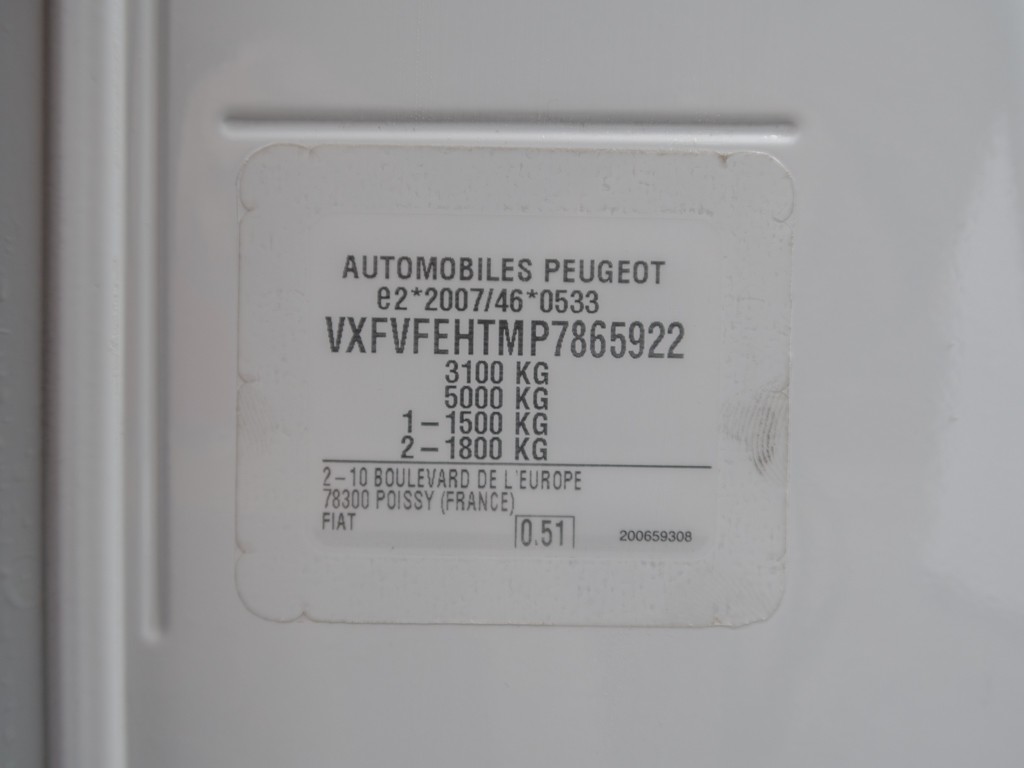 AUTOMOBILES PEUGEOT
e2*2007/46*0533
VXFVFEHTMP7865922
3100 KG
5000 KG
1-1500 KG
2-1800 KG
2-10 BOULEVARD DE L'EUROPE
78300 POISSY (FRANCE)
FIAT
0.51
200659308